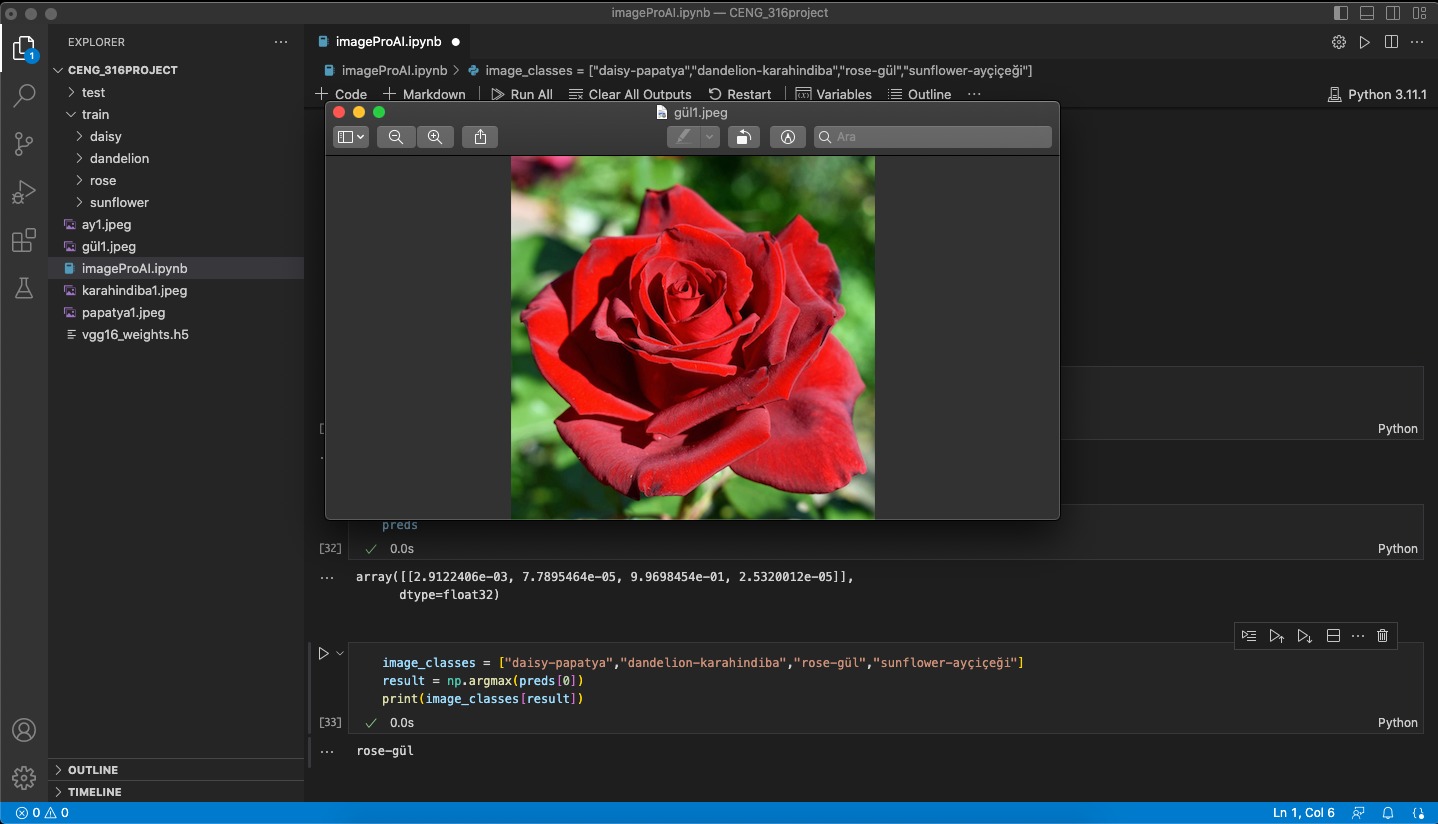 imageProAI.ipynb — CENG_316project
EXPLORER
imageProAI.ipynb
CENG_316PROJECT
imageProAI.ipynb > image_classes = ["daisy-papatya","dandelion-karahindiba","rose-gül","sunflower-ayçiçeği"]
test
Code Markdown Run All Clear All Outputs Restart Variables Outline ... Python 3.11.1
train
daisy
dandelion
rose
sunflower
ay1.jpeg
gül1.jpeg
imageProAI.ipynb
karahindiba1.jpeg
papatya1.jpeg
vgg16_weights.h5
gül1.jpeg
Ara
Python
preds
[32] 0.0s Python
array([[2.9122406e-03, 7.7895464e-05, 9.9698454e-01, 2.5320012e-05]],
dtype=float32)
image_classes = ["daisy-papatya","dandelion-karahindiba","rose-gül","sunflower-ayçiçeği"]
result = np.argmax(preds[0])
print(image_classes[result])
[33] 0.0s Python
rose-gül
OUTLINE
TIMELINE
1
0 0 Ln 1, Col 6